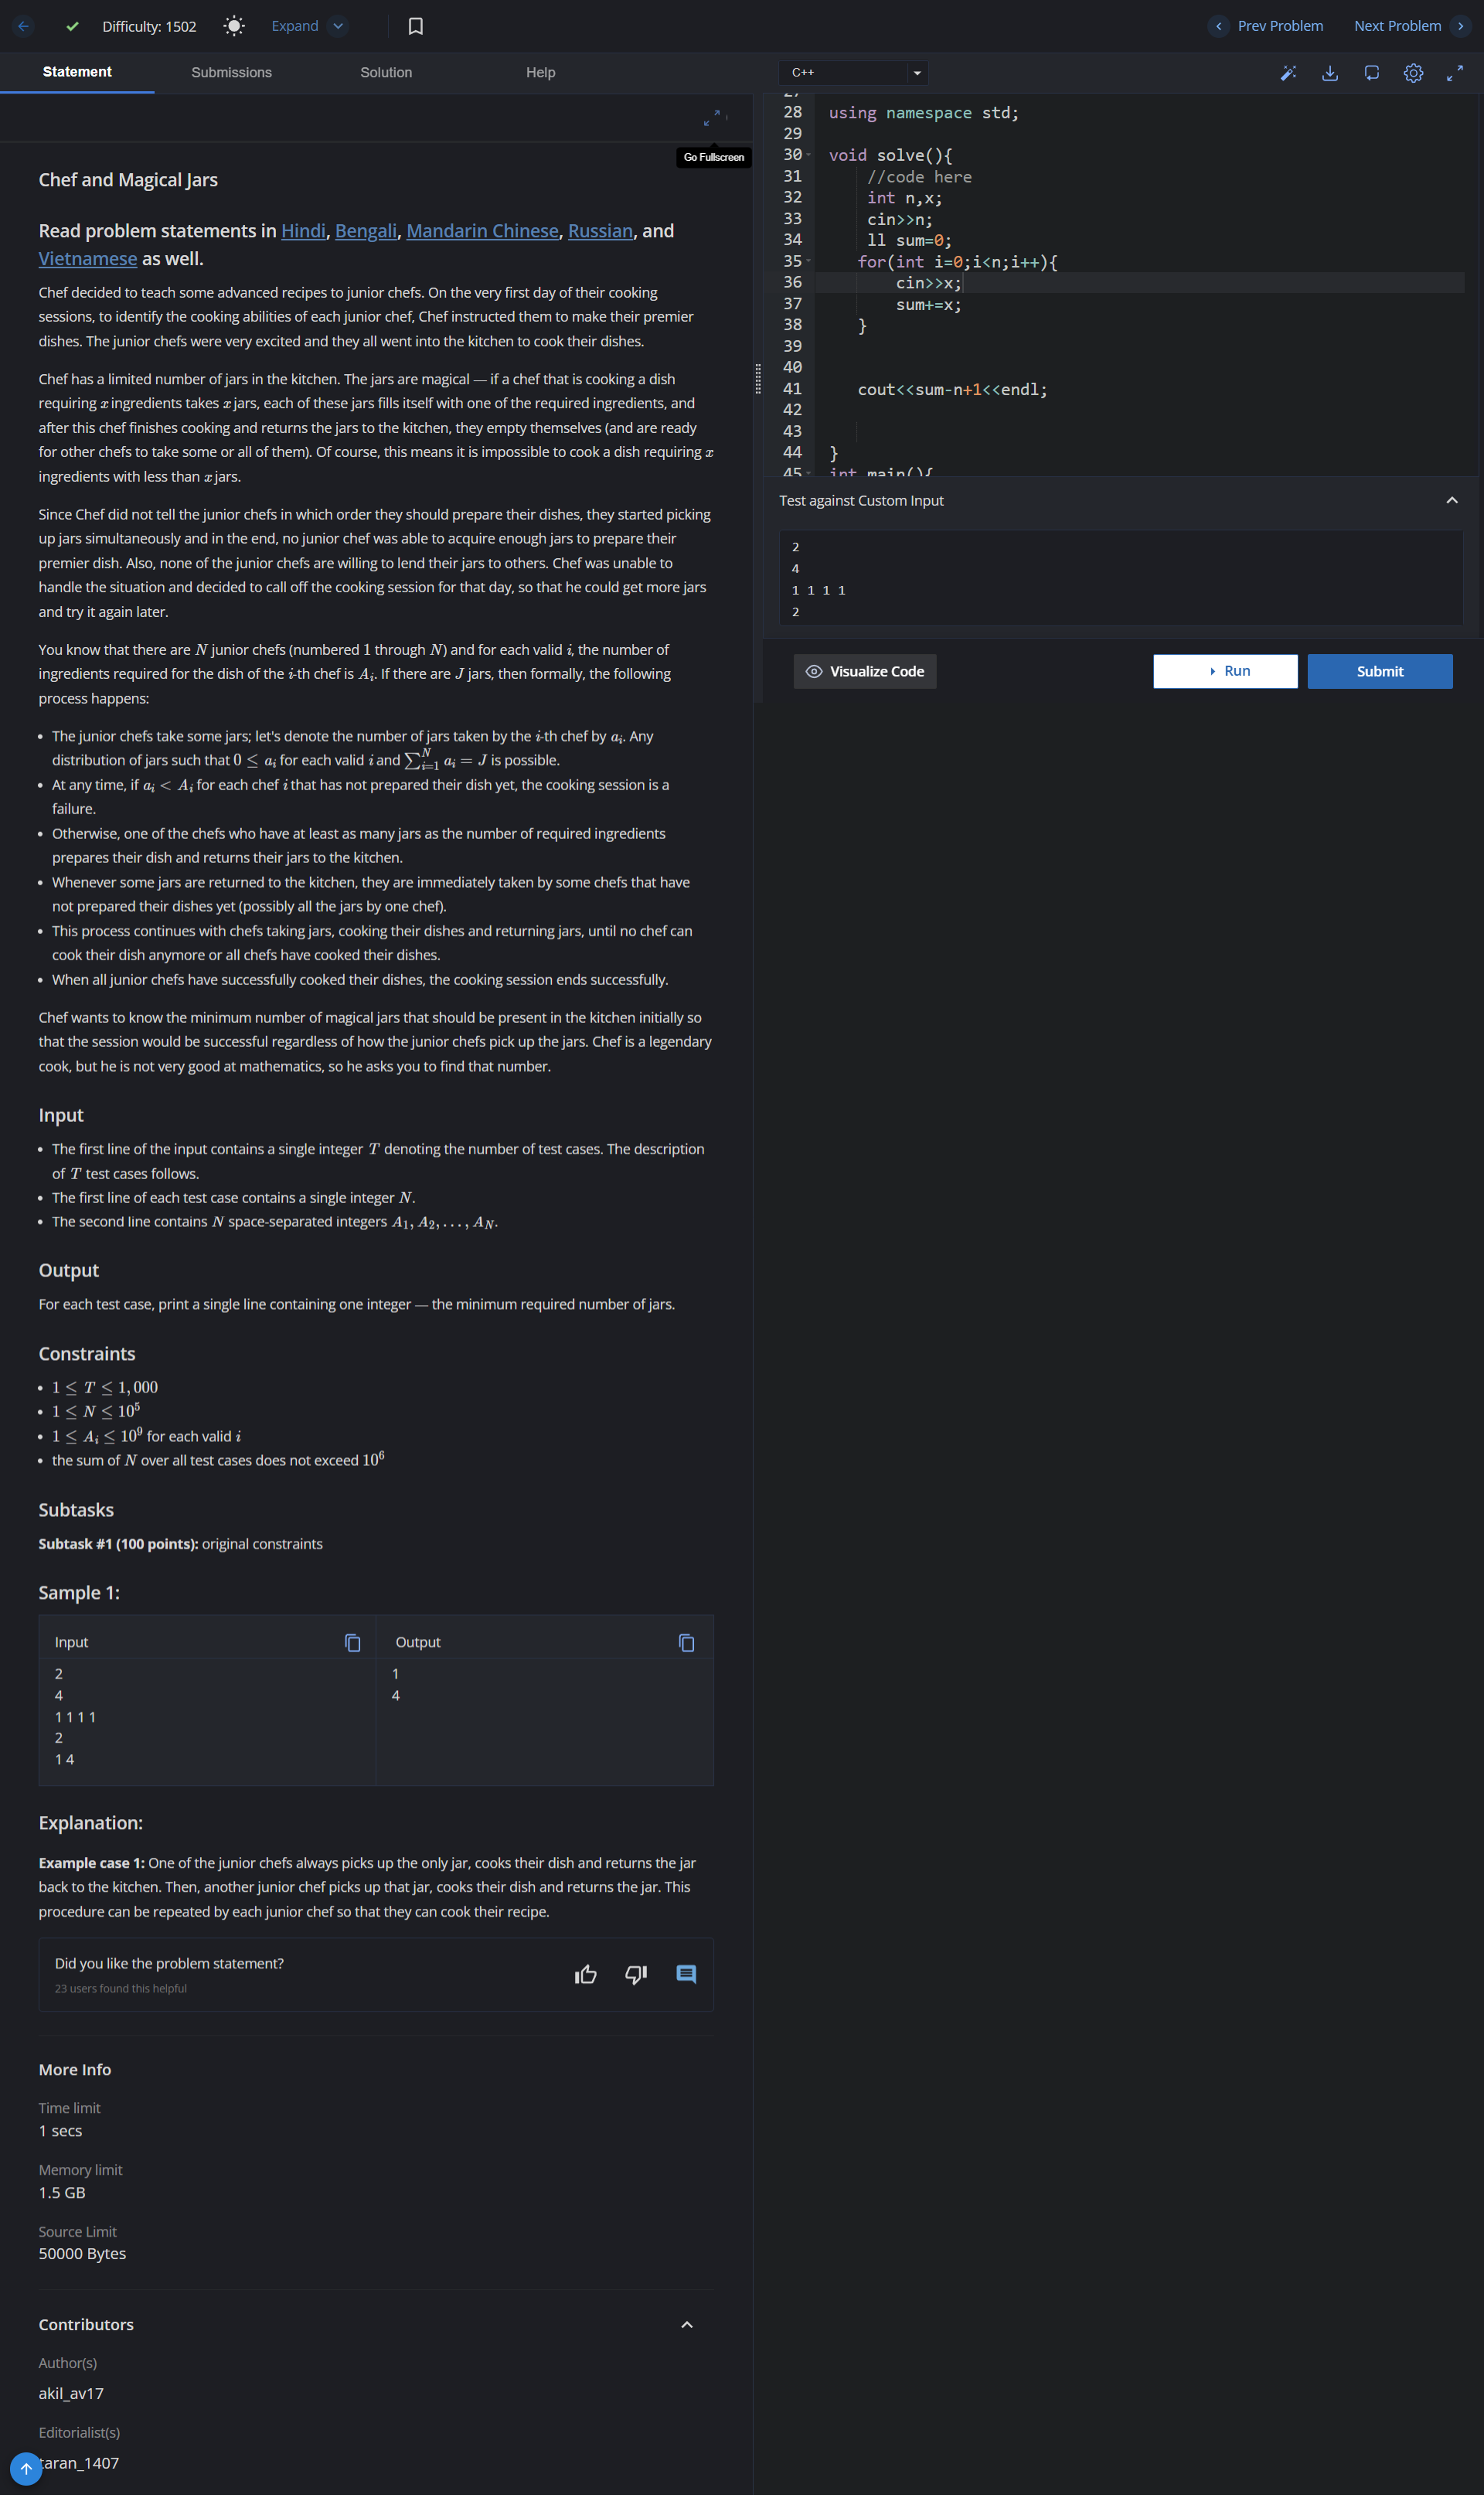 Difficulty: 1502
Expand
Prev Problem
Next Problem
Statement
Submissions
Solution
Help
Go Fullscreen
Chef and Magical Jars
Read problem statements in Hindi, Bengali, Mandarin Chinese, Russian, and
Vietnamese as well.
Chef decided to teach some advanced recipes to junior chefs. On the very first day of their cooking
sessions, to identify the cooking abilities of each junior chef, Chef instructed them to make their premier
dishes. The junior chefs were very excited and they all went into the kitchen to cook their dishes.
Chef has a limited number of jars in the kitchen. The jars are magical — if a chef that is cooking a dish
requiring x ingredients takes x jars, each of these jars fills itself with one of the required ingredients, and
after this chef finishes cooking and returns the jars to the kitchen, they empty themselves (and are ready
for other chefs to take some or all of them). Of course, this means it is impossible to cook a dish requiring x
ingredients with less than x jars.
Since Chef did not tell the junior chefs in which order they should prepare their dishes, they started picking
up jars simultaneously and in the end, no junior chef was able to acquire enough jars to prepare their
premier dish. Also, none of the junior chefs are willing to lend their jars to others. Chef was unable to
handle the situation and decided to call off the cooking session for that day, so that he could get more jars
and try it again later.
You know that there are N junior chefs (numbered 1 through N) and for each valid i, the number of
ingredients required for the dish of the i-th chef is A_i. If there are J jars, then formally, the following
process happens:
• The junior chefs take some jars; let's denote the number of jars taken by the i-th chef by a_i. Any
distribution of jars such that 0 ≤ a_i for each valid i and ∑_{i=1}^{N} a_i = J is possible.
• At any time, if a_i < A_i for each chef i that has not prepared their dish yet, the cooking session is a
failure.
• Otherwise, one of the chefs who have at least as many jars as the number of required ingredients
prepares their dish and returns their jars to the kitchen.
• Whenever some jars are returned to the kitchen, they are immediately taken by some chefs that have
not prepared their dishes yet (possibly all the jars by one chef).
• This process continues with chefs taking jars, cooking their dishes and returning jars, until no chef can
cook their dish anymore or all chefs have cooked their dishes.
• When all junior chefs have successfully cooked their dishes, the cooking session ends successfully.
Chef wants to know the minimum number of magical jars that should be present in the kitchen initially so
that the session would be successful regardless of how the junior chefs pick up the jars. Chef is a legendary
cook, but he is not very good at mathematics, so he asks you to find that number.
Input
• The first line of the input contains a single integer T denoting the number of test cases. The description
of T test cases follows.
• The first line of each test case contains a single integer N.
• The second line contains N space-separated integers A_1, A_2, . . . , A_N.
Output
For each test case, print a single line containing one integer — the minimum required number of jars.
Constraints
• 1 ≤ T ≤ 1,000
• 1 ≤ N ≤ 10^5
• 1 ≤ A_i ≤ 10^9 for each valid i
• the sum of N over all test cases does not exceed 10^6
Subtasks
Subtask #1 (100 points): original constraints
Sample 1:
Input
Output
2
4
1 1 1 1
2
1 4
1
4
Explanation:
Example case 1: One of the junior chefs always picks up the only jar, cooks their dish and returns the jar
back to the kitchen. Then, another junior chef picks up that jar, cooks their dish and returns the jar. This
procedure can be repeated by each junior chef so that they can cook their recipe.
Did you like the problem statement?
23 users found this helpful
More Info
Time limit
1 secs
Memory limit
1.5 GB
Source Limit
50000 Bytes
Contributors
Author(s)
akil_av17
Editorialist(s)
taran_1407
C++
27
28 using namespace std;
29
30 void solve(){
31 //code here
32 int n,x;
33 cin>>n;
34 ll sum=0;
35 for(int i=0;i<n;i++){
36 cin>>x;
37 sum+=x;
38 }
39
40
41 cout<<sum-n+1<<endl;
42
43
44 }
45 int main(){
Test against Custom Input
2
4
1 1 1 1
2
Visualize Code
Run
Submit